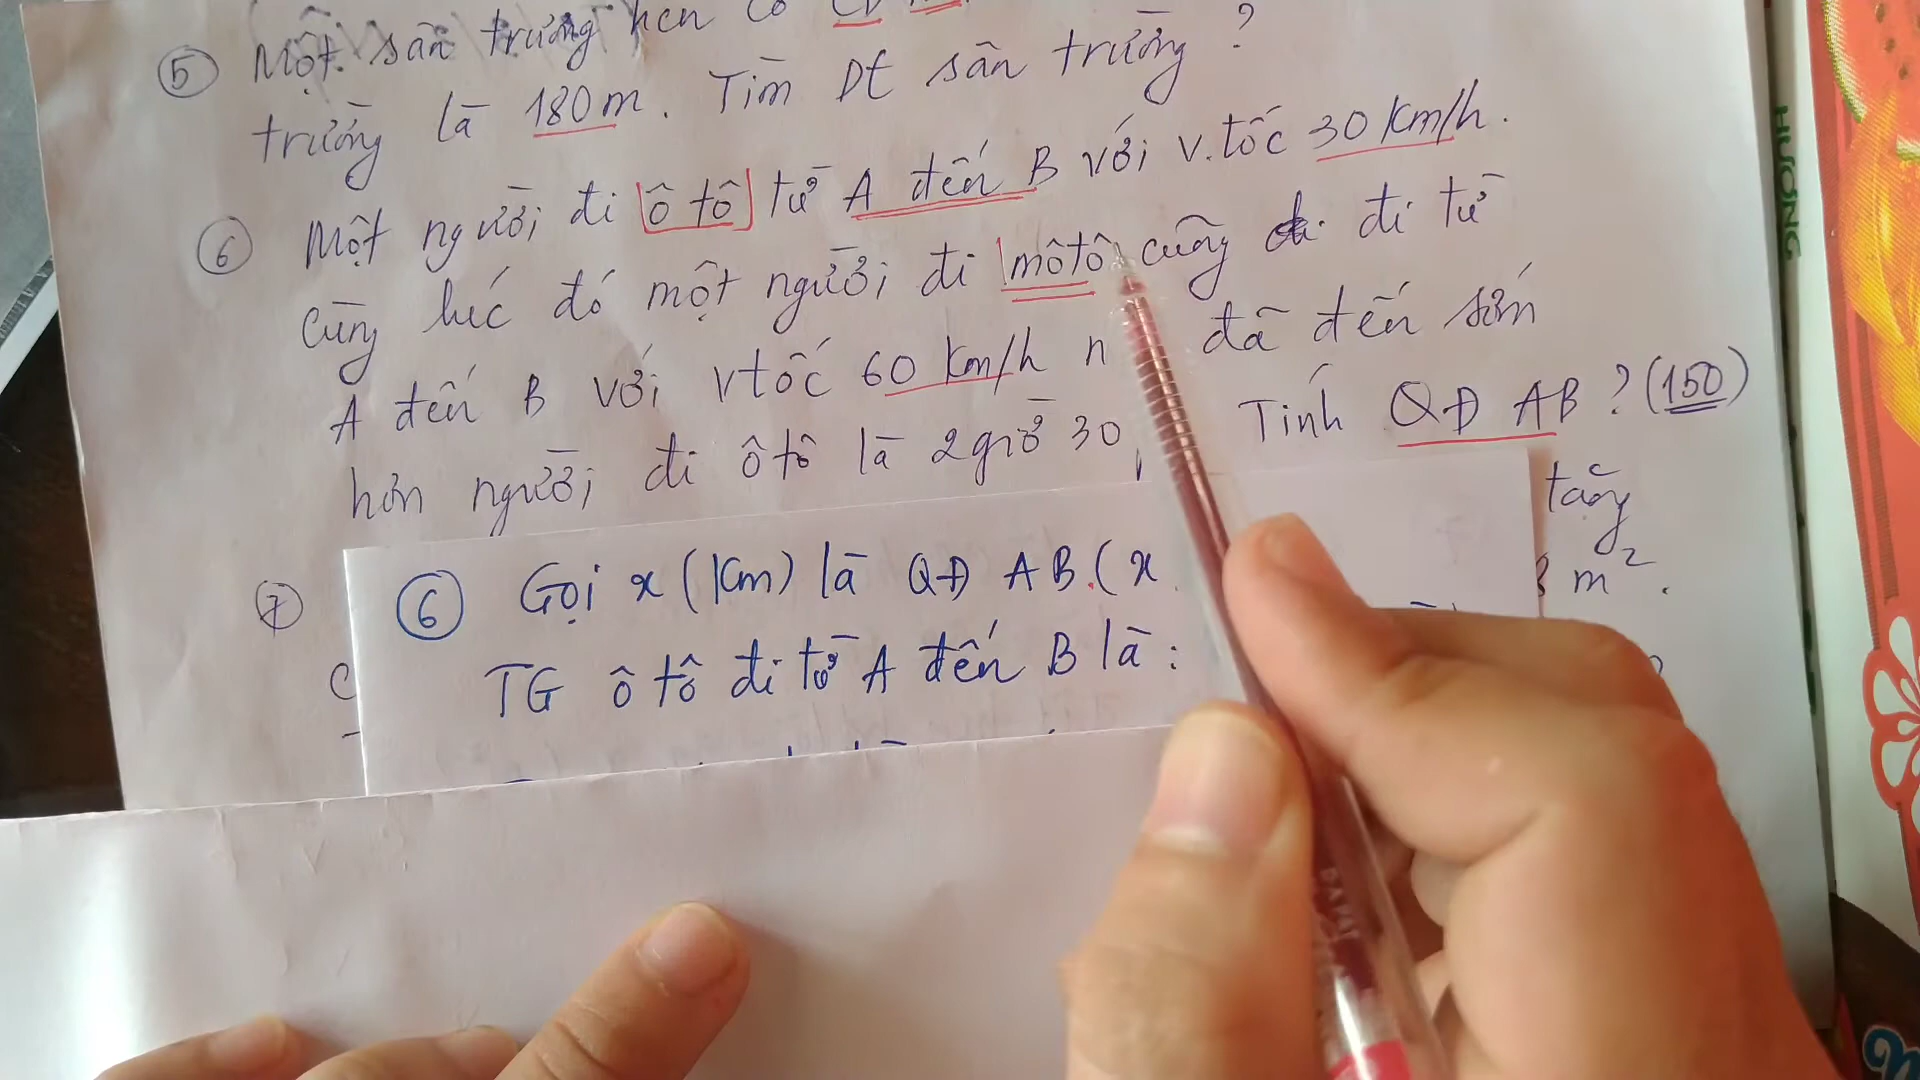 ⑤ Một sân trường hcn có CV
trường là 180m. Tìm Dt sân trường?
⑥ Một người đi ô tô từ A đến B với v.tốc 30 km/h.
cùng lúc đó một người đi môtô cũng đi từ
A đến B với vtốc 60 km/h đã đến sớm
hơn người đi ô tô là 2giờ 30 Tính QĐ AB? (150)
tăng
m².
⑦
⑥ Gọi x (km) là QĐ AB. (x
TG ô tô đi từ A đến B là:
HƯƠNG